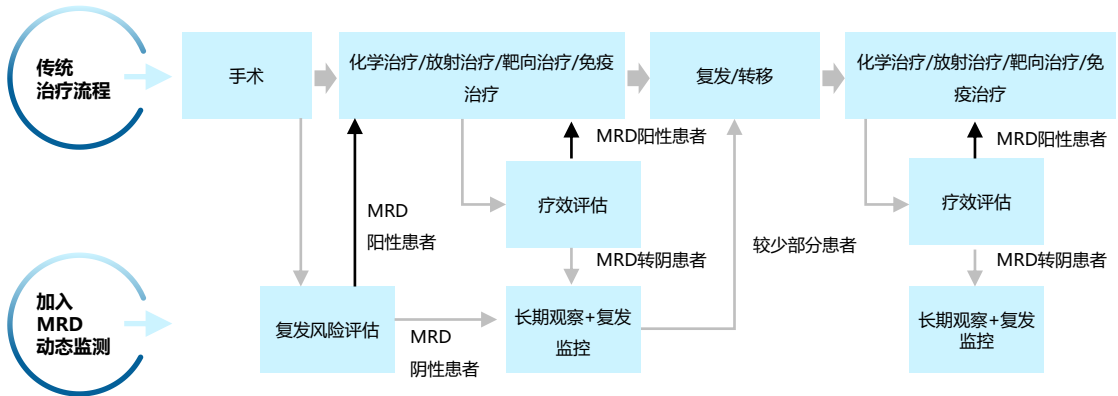 传统
治疗流程
手术
化学治疗/放射治疗/靶向治疗/免疫
治疗
复发/转移
化学治疗/放射治疗/靶向治疗/免
疫治疗
MRD阳性患者
MRD阳性患者
疗效评估
疗效评估
MRD
阳性患者
较少部分患者
MRD转阴患者
MRD转阴患者
加入
MRD
动态监测
复发风险评估
MRD
阴性患者
长期观察+复发
监控
长期观察+复发
监控